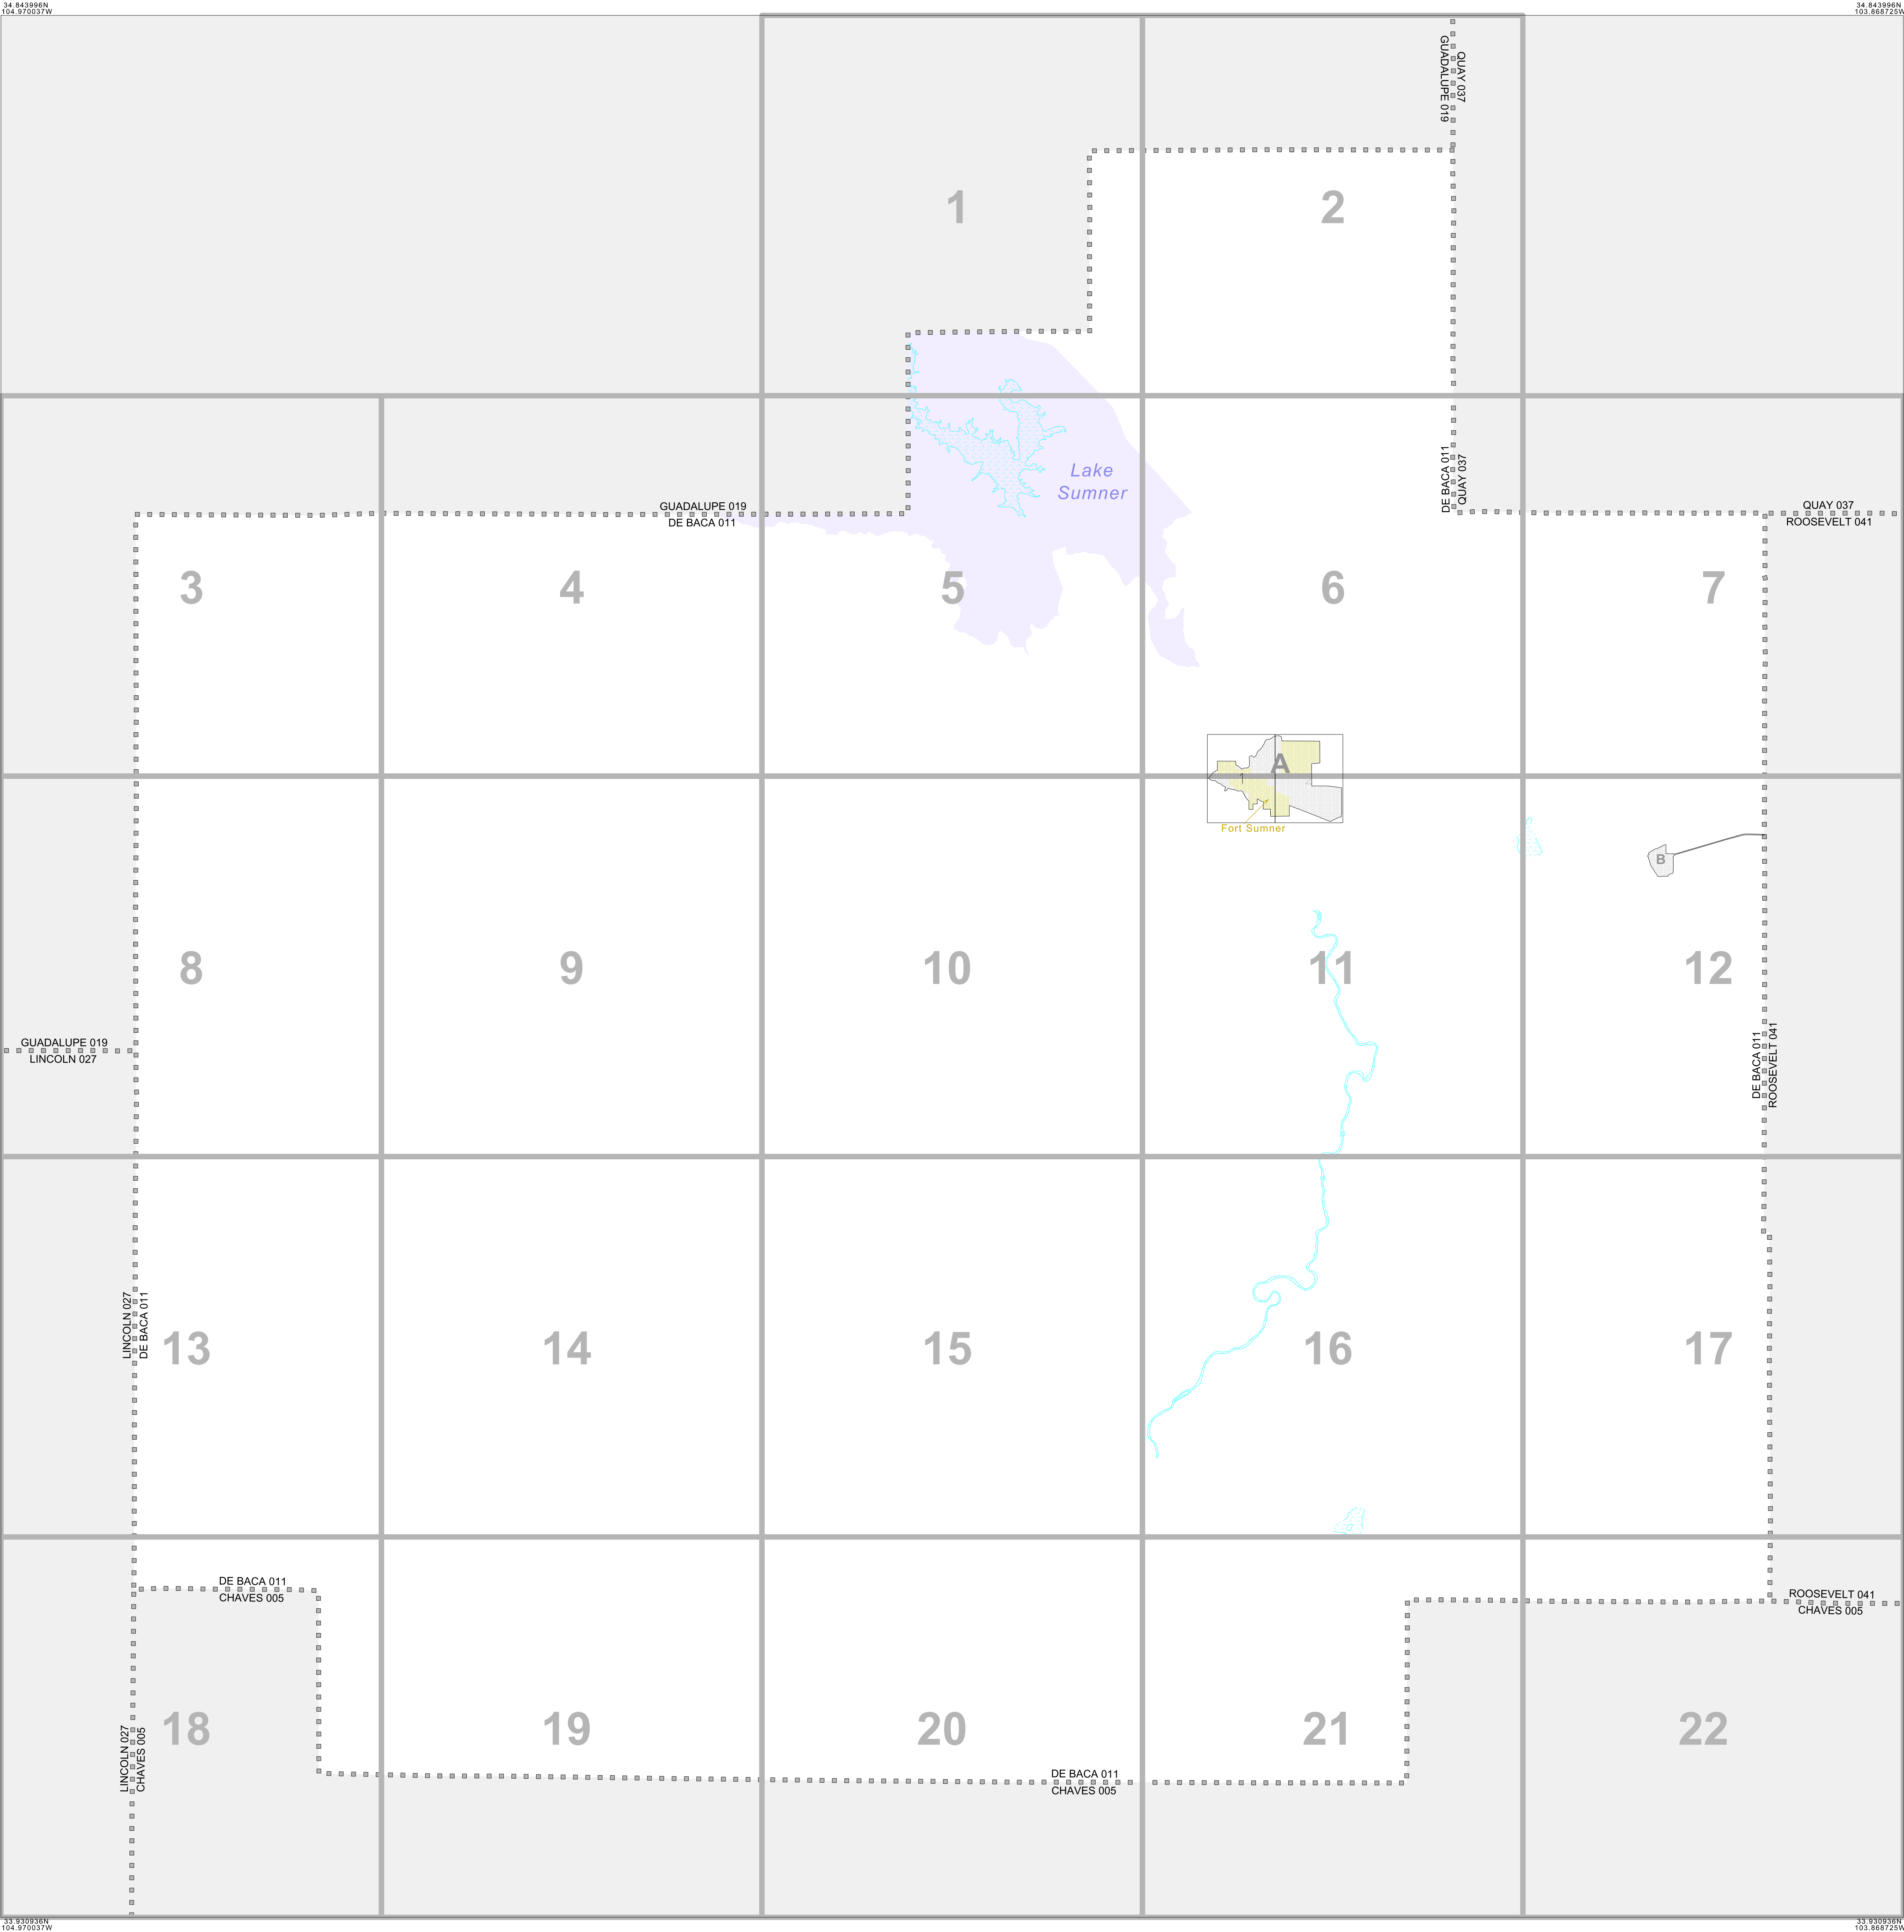 34.843996N
104.970037W
34.843996N
103.868725W
GUADALUPE 019
QUAY 037
1
2
DE BACA 011
QUAY 037
Lake
Sumner
GUADALUPE 019
DE BACA 011
QUAY 037
ROOSEVELT 041
3
4
5
6
7
A
1
Fort Sumner
B
8
9
10
11
12
GUADALUPE 019
LINCOLN 027
DE BACA 011
ROOSEVELT 041
LINCOLN 027
DE BACA 011
13
14
15
16
17
DE BACA 011
CHAVES 005
ROOSEVELT 041
CHAVES 005
18
19
20
21
22
LINCOLN 027
CHAVES 005
DE BACA 011
CHAVES 005
33.930936N
104.970037W
33.930936N
103.868725W